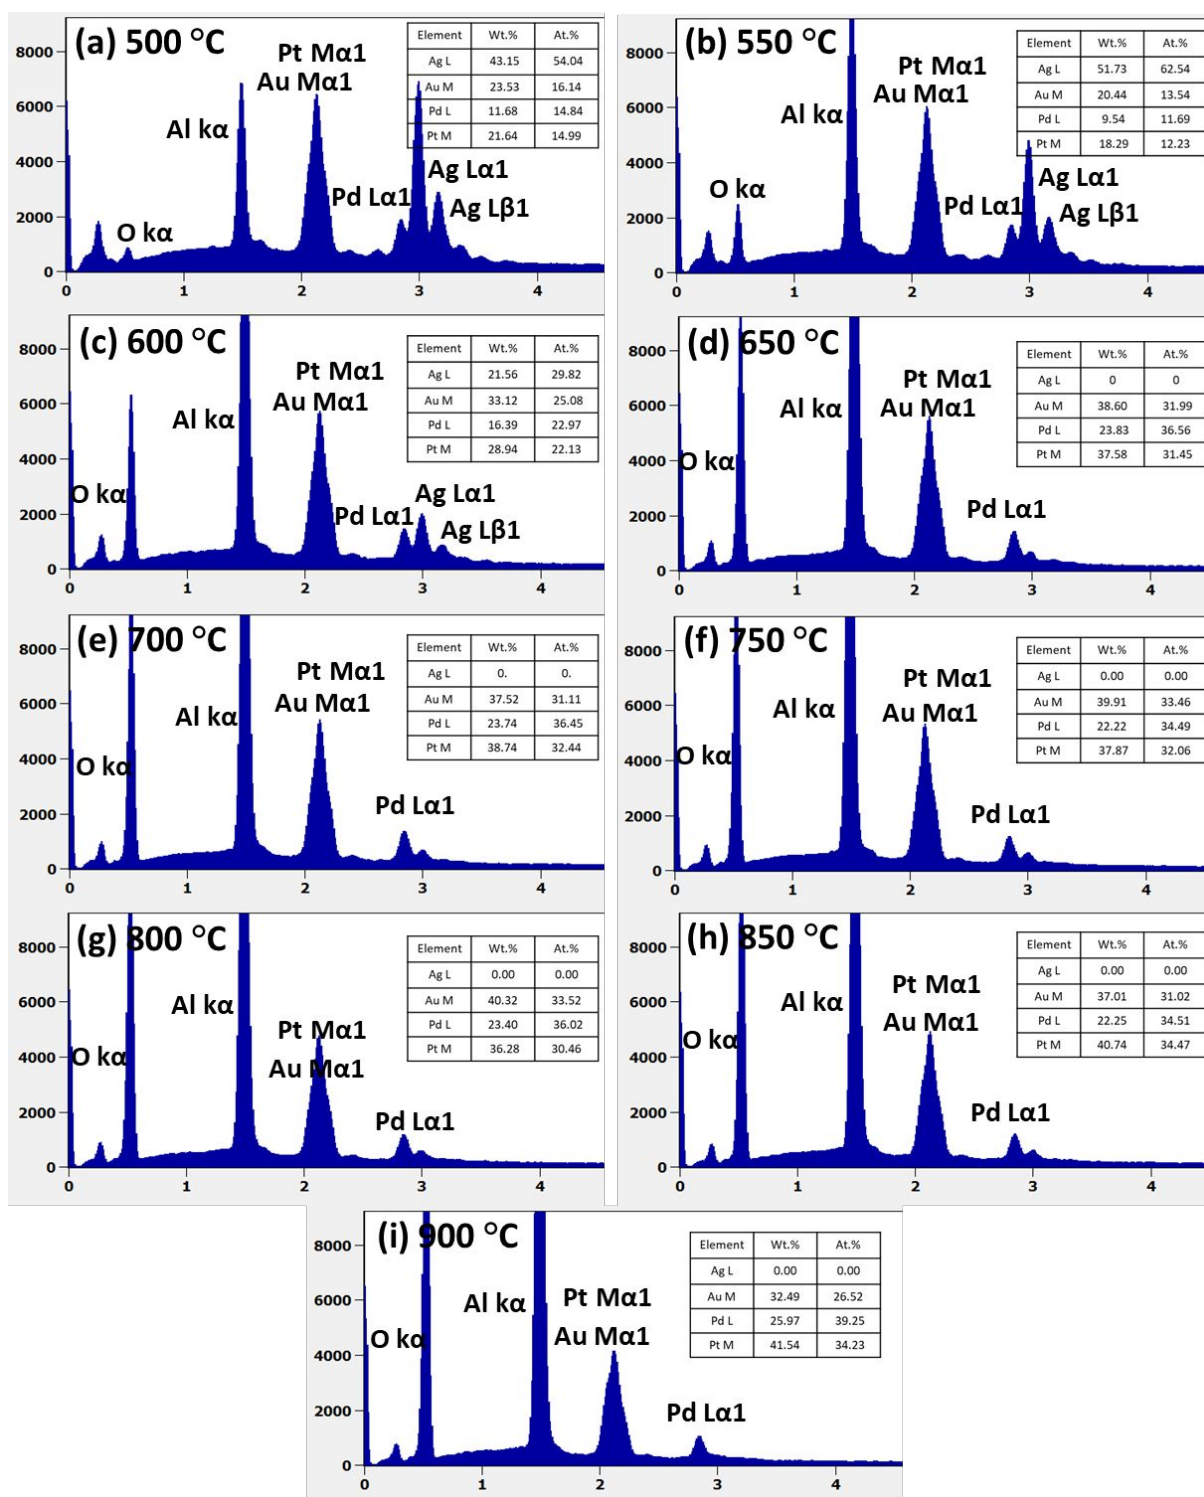 (a) 500 °C
Pt Mα1
Au Mα1
Al kα
O kα
Pd Lα1
Ag Lα1
Ag Lβ1
Element Wt.% At.%
Ag L 43.15 54.04
Au M 23.53 16.14
Pd L 11.68 14.84
Pt M 21.64 14.99
8000
6000
4000
2000
0
0 1 2 3 4
(b) 550 °C
Pt Mα1
Au Mα1
Al kα
O kα
Pd Lα1
Ag Lα1
Ag Lβ1
Element Wt.% At.%
Ag L 51.73 62.54
Au M 20.44 13.54
Pd L 9.54 11.69
Pt M 18.29 12.23
8000
6000
4000
2000
0
0 1 2 3 4
(c) 600 °C
Pt Mα1
Au Mα1
Al kα
O kα
Pd Lα1
Ag Lα1
Ag Lβ1
Element Wt.% At.%
Ag L 21.56 29.82
Au M 33.12 25.08
Pd L 16.39 22.97
Pt M 28.94 22.13
8000
6000
4000
2000
0
0 1 2 3 4
(d) 650 °C
Pt Mα1
Au Mα1
Al kα
O kα
Pd Lα1
Element Wt.% At.%
Ag L 0 0
Au M 38.60 31.99
Pd L 23.83 36.56
Pt M 37.58 31.45
8000
6000
4000
2000
0
0 1 2 3 4
(e) 700 °C
Pt Mα1
Au Mα1
Al kα
O kα
Pd Lα1
Element Wt.% At.%
Ag L 0. 0.
Au M 37.52 31.11
Pd L 23.74 36.45
Pt M 38.74 32.44
8000
6000
4000
2000
0
0 1 2 3 4
(f) 750 °C
Pt Mα1
Au Mα1
Al kα
O kα
Pd Lα1
Element Wt.% At.%
Ag L 0.00 0.00
Au M 39.91 33.46
Pd L 22.22 34.49
Pt M 37.87 32.06
8000
6000
4000
2000
0
0 1 2 3 4
(g) 800 °C
Al kα
Pt Mα1
Au Mα1
O kα
Pd Lα1
Element Wt.% At.%
Ag L 0.00 0.00
Au M 40.32 33.52
Pd L 23.40 36.02
Pt M 36.28 30.46
8000
6000
4000
2000
0
0 1 2 3 4
(h) 850 °C
Pt Mα1
Al kα
Au Mα1
O kα
Pd Lα1
Element Wt.% At.%
Ag L 0.00 0.00
Au M 37.01 31.02
Pd L 22.25 34.51
Pt M 40.74 34.47
8000
6000
4000
2000
0
0 1 2 3 4
(i) 900 °C
Al kα
Pt Mα1
Au Mα1
O kα
Pd Lα1
Element Wt.% At.%
Ag L 0.00 0.00
Au M 32.49 26.52
Pd L 25.97 39.25
Pt M 41.54 34.23
8000
6000
4000
2000
0
0 1 2 3 4